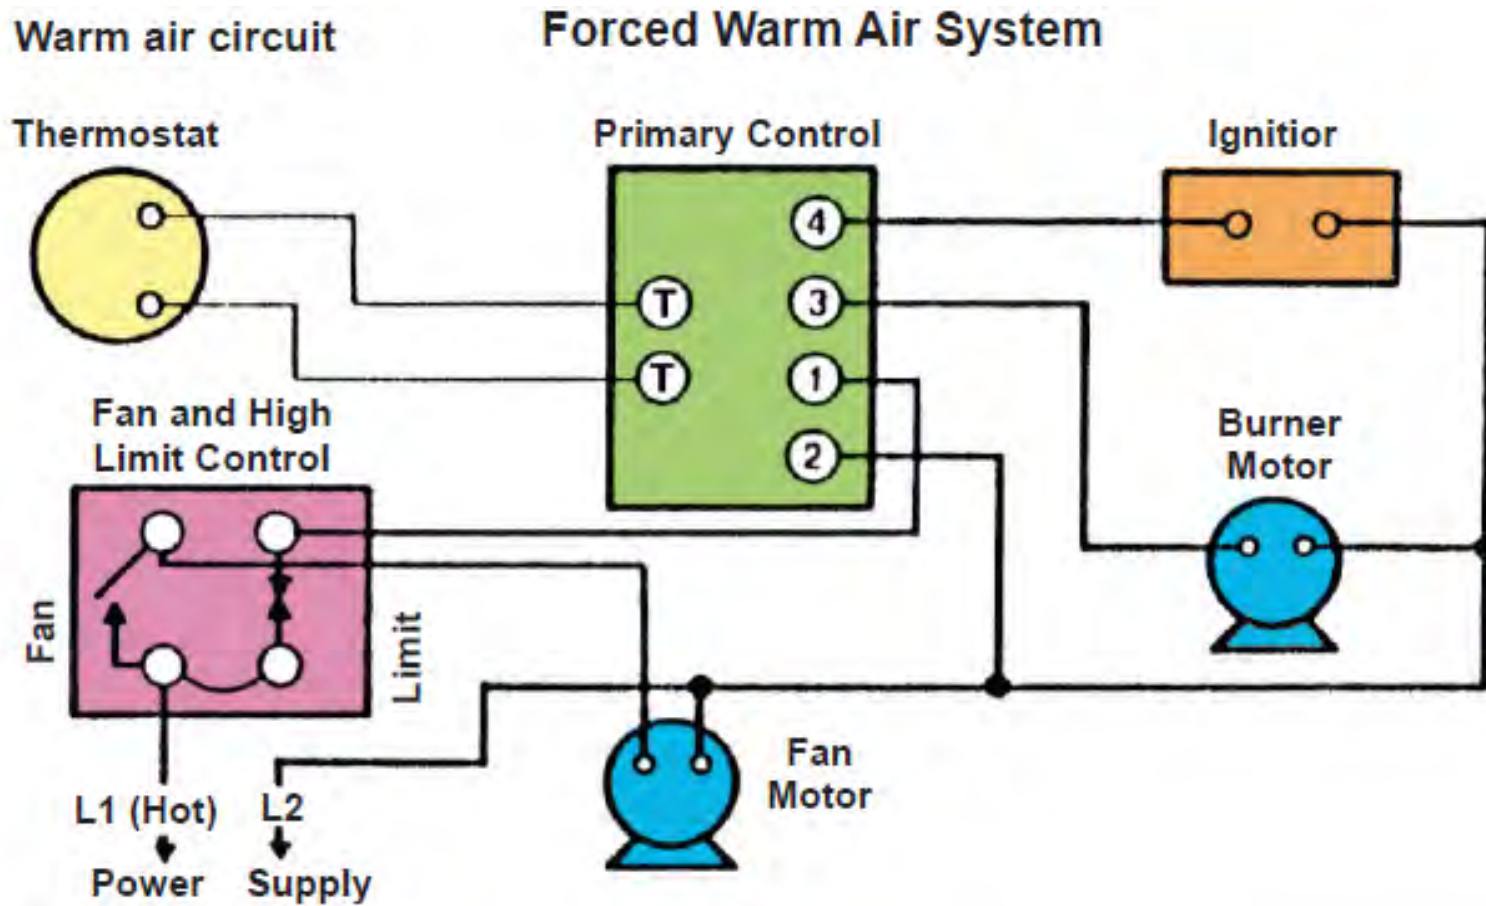 Warm air circuit
Forced Warm Air System
Thermostat
Primary Control
Ignitior
4
T
3
T
1
2
Fan and High
Limit Control
Burner
Motor
Fan
Limit
Fan
Motor
L1 (Hot)
L2
Power
Supply